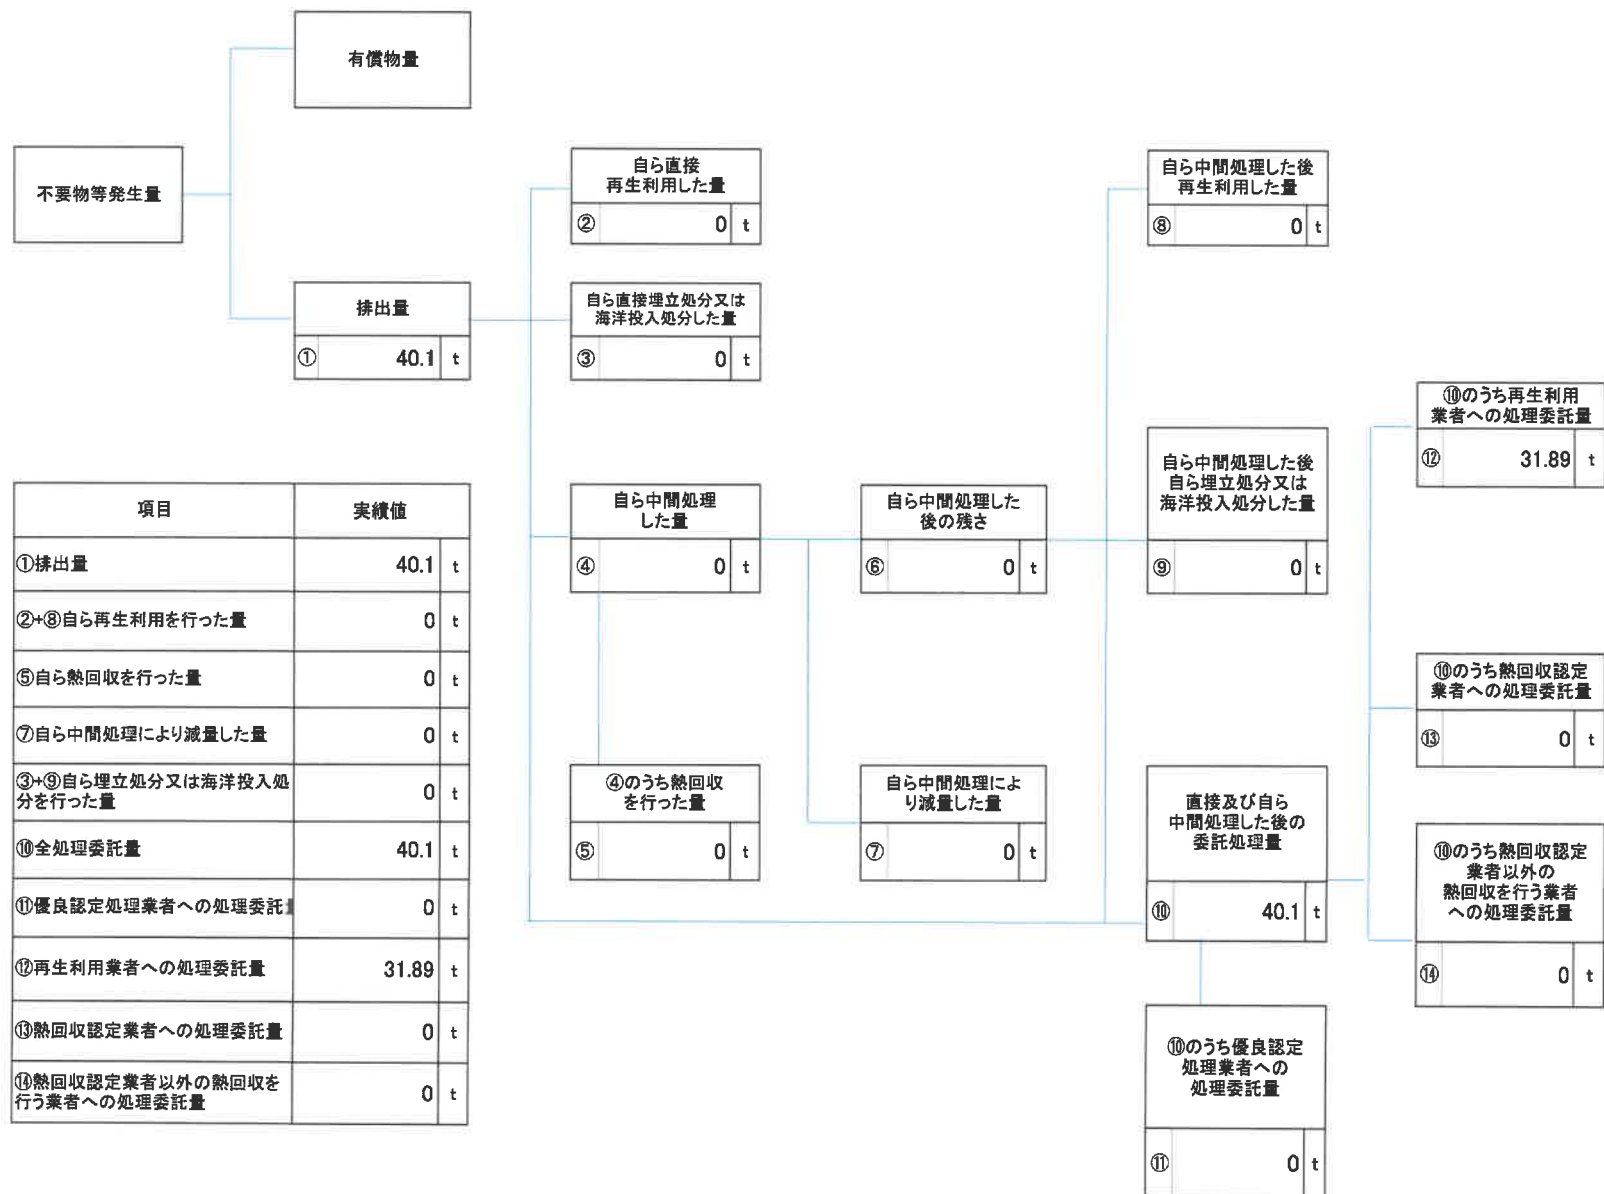 有償物量
不要物等発生量
排出量
① 40.1 t
自ら直接
再生利用した量
② 0 t
自ら直接埋立処分又は
海洋投入処分した量
③ 0 t
自ら中間処理
した量
④ 0 t
④のうち熱回収
を行った量
⑤ 0 t
自ら中間処理した
後の残さ
⑥ 0 t
自ら中間処理によ
り減量した量
⑦ 0 t
自ら中間処理した後
再生利用した量
⑧ 0 t
自ら中間処理した後
自ら埋立処分又は
海洋投入処分した量
⑨ 0 t
直接及び自ら
中間処理した後の
委託処理量
⑩ 40.1 t
⑩のうち優良認定
処理業者への
処理委託量
⑪ 0 t
⑩のうち再生利用
業者への処理委託量
⑫ 31.89 t
⑩のうち熱回収認定
業者への処理委託量
⑬ 0 t
⑩のうち熱回収認定
業者以外の
熱回収を行う業者
への処理委託量
⑭ 0 t
項目 実績値
①排出量 40.1 t
②+⑧自ら再生利用を行った量 0 t
⑤自ら熱回収を行った量 0 t
⑦自ら中間処理により減量した量 0 t
③+⑨自ら埋立処分又は海洋投入処
分を行った量 0 t
⑩全処理委託量 40.1 t
⑪優良認定処理業者への処理委託 0 t
⑫再生利用業者への処理委託量 31.89 t
⑬熱回収認定業者への処理委託量 0 t
⑭熱回収認定業者以外の熱回収を
行う業者への処理委託量 0 t